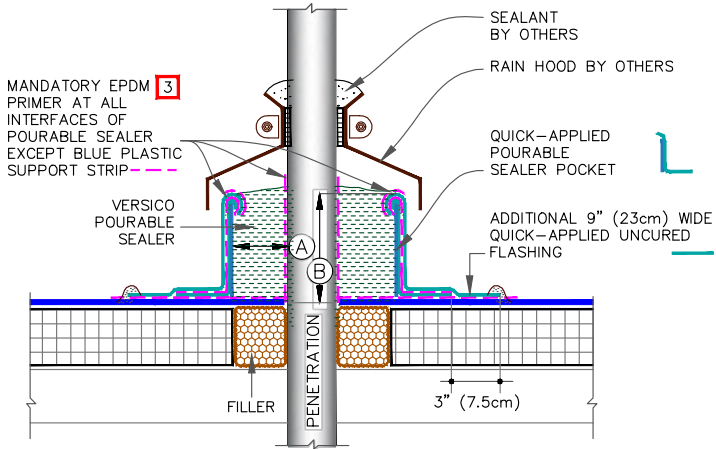 SEALANT
BY OTHERS
RAIN HOOD BY OTHERS
MANDATORY EPDM 3
PRIMER AT ALL
INTERFACES OF
POURABLE SEALER
EXCEPT BLUE PLASTIC
SUPPORT STRIP
QUICK-APPLIED
POURABLE
SEALER POCKET
VERSICO
POURABLE
SEALER
ADDITIONAL 9" (23cm) WIDE
QUICK-APPLIED UNCURED
FLASHING
A
B
PENETRATION
FILLER
3" (7.5cm)